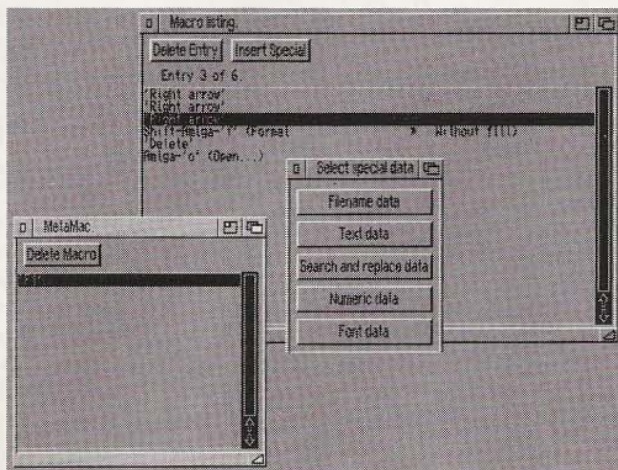 Macro listing.
Delete Entry Insert Special
Entry 3 of 6.
'Right arrow'
'Right arrow'
'Right arrow'
Shift-Amiga-'f' (Format » Without fill)
'Delete'
Amiga-'o' (Open...)
Select special data
Filename data
Text data
Search and replace data
Numeric data
Font data
MetaMac
Delete Macro